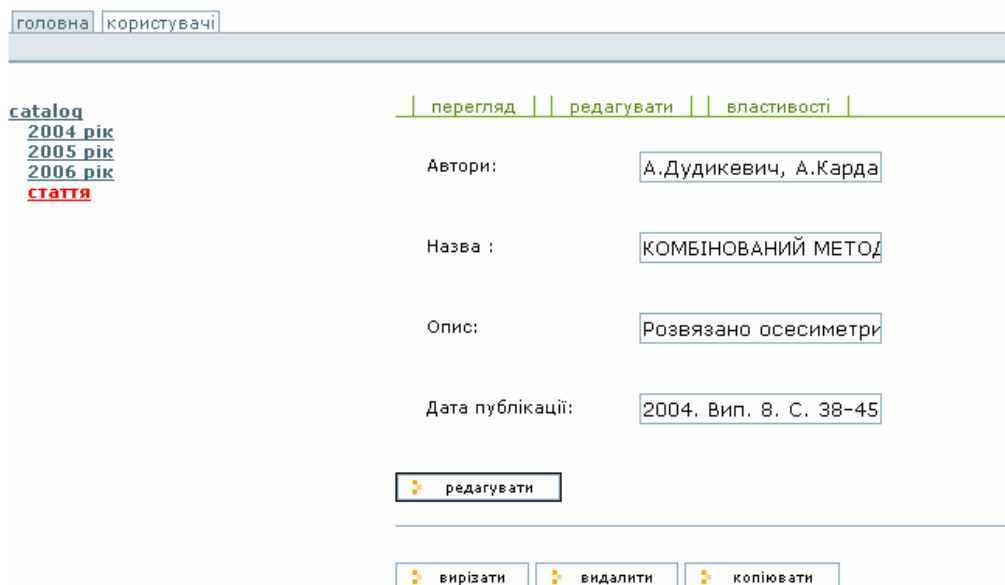 головна користувачі
catalog
2004 рік
2005 рік
2006 рік
стаття
перегляд редагувати властивості
Автори: А.Дудикевич, А.Карда
Назва : КОМБІНОВАНИЙ МЕТОД
Опис: Розвязано осесиметри
Дата публікації: 2004. Вип. 8. С. 38-45
редагувати
вирізати видалити копіювати